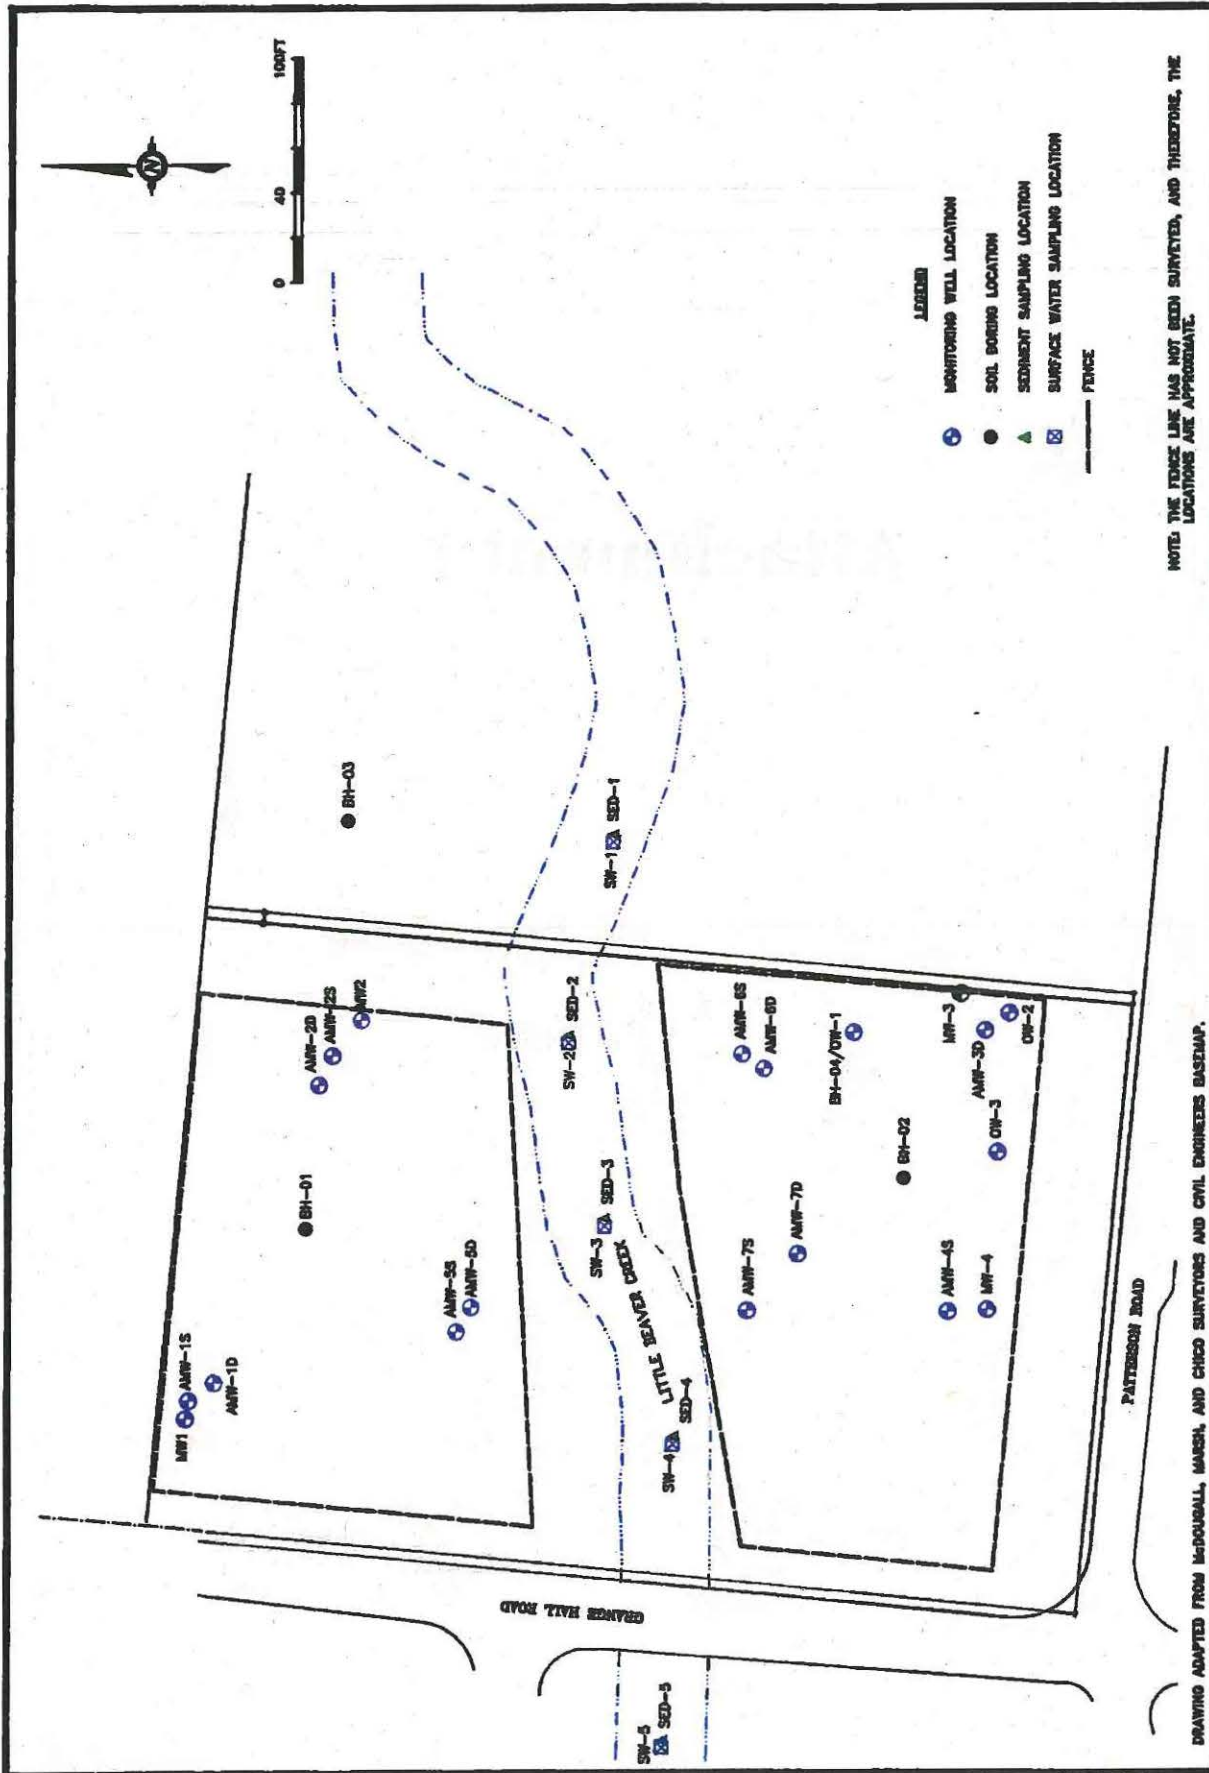 0
40
100FT
N
MW1
AMW-1S
AMW-1D
BH-01
AMW-2D
AMW-2S
MW2
BH-03
AMW-5S
AMW-5D
SW-1
SED-1
SW-2
SED-2
SW-3
SED-3
SW-4
SED-4
SW-5
SED-5
LITTLE BEAVER CREEK
GRANGE HALL ROAD
AMW-6S
AMW-6D
BH-04/OW-1
AMW-7S
AMW-7D
BH-02
MW-3
AMW-3D
OW-2
OW-3
AMW-4S
MW-4
PATTERSON ROAD
LEGEND
MONITORING WELL LOCATION
SOIL BORING LOCATION
SEDIMENT SAMPLING LOCATION
SURFACE WATER SAMPLING LOCATION
FENCE
NOTE: THE FENCE LINE HAS NOT BEEN SURVEYED, AND THEREFORE, THE
LOCATIONS ARE APPROXIMATE.
DRAWING ADAPTED FROM McDOUGALL, MARSH, AND CHICO SURVEYORS AND CIVIL ENGINEERS BASEMAP.